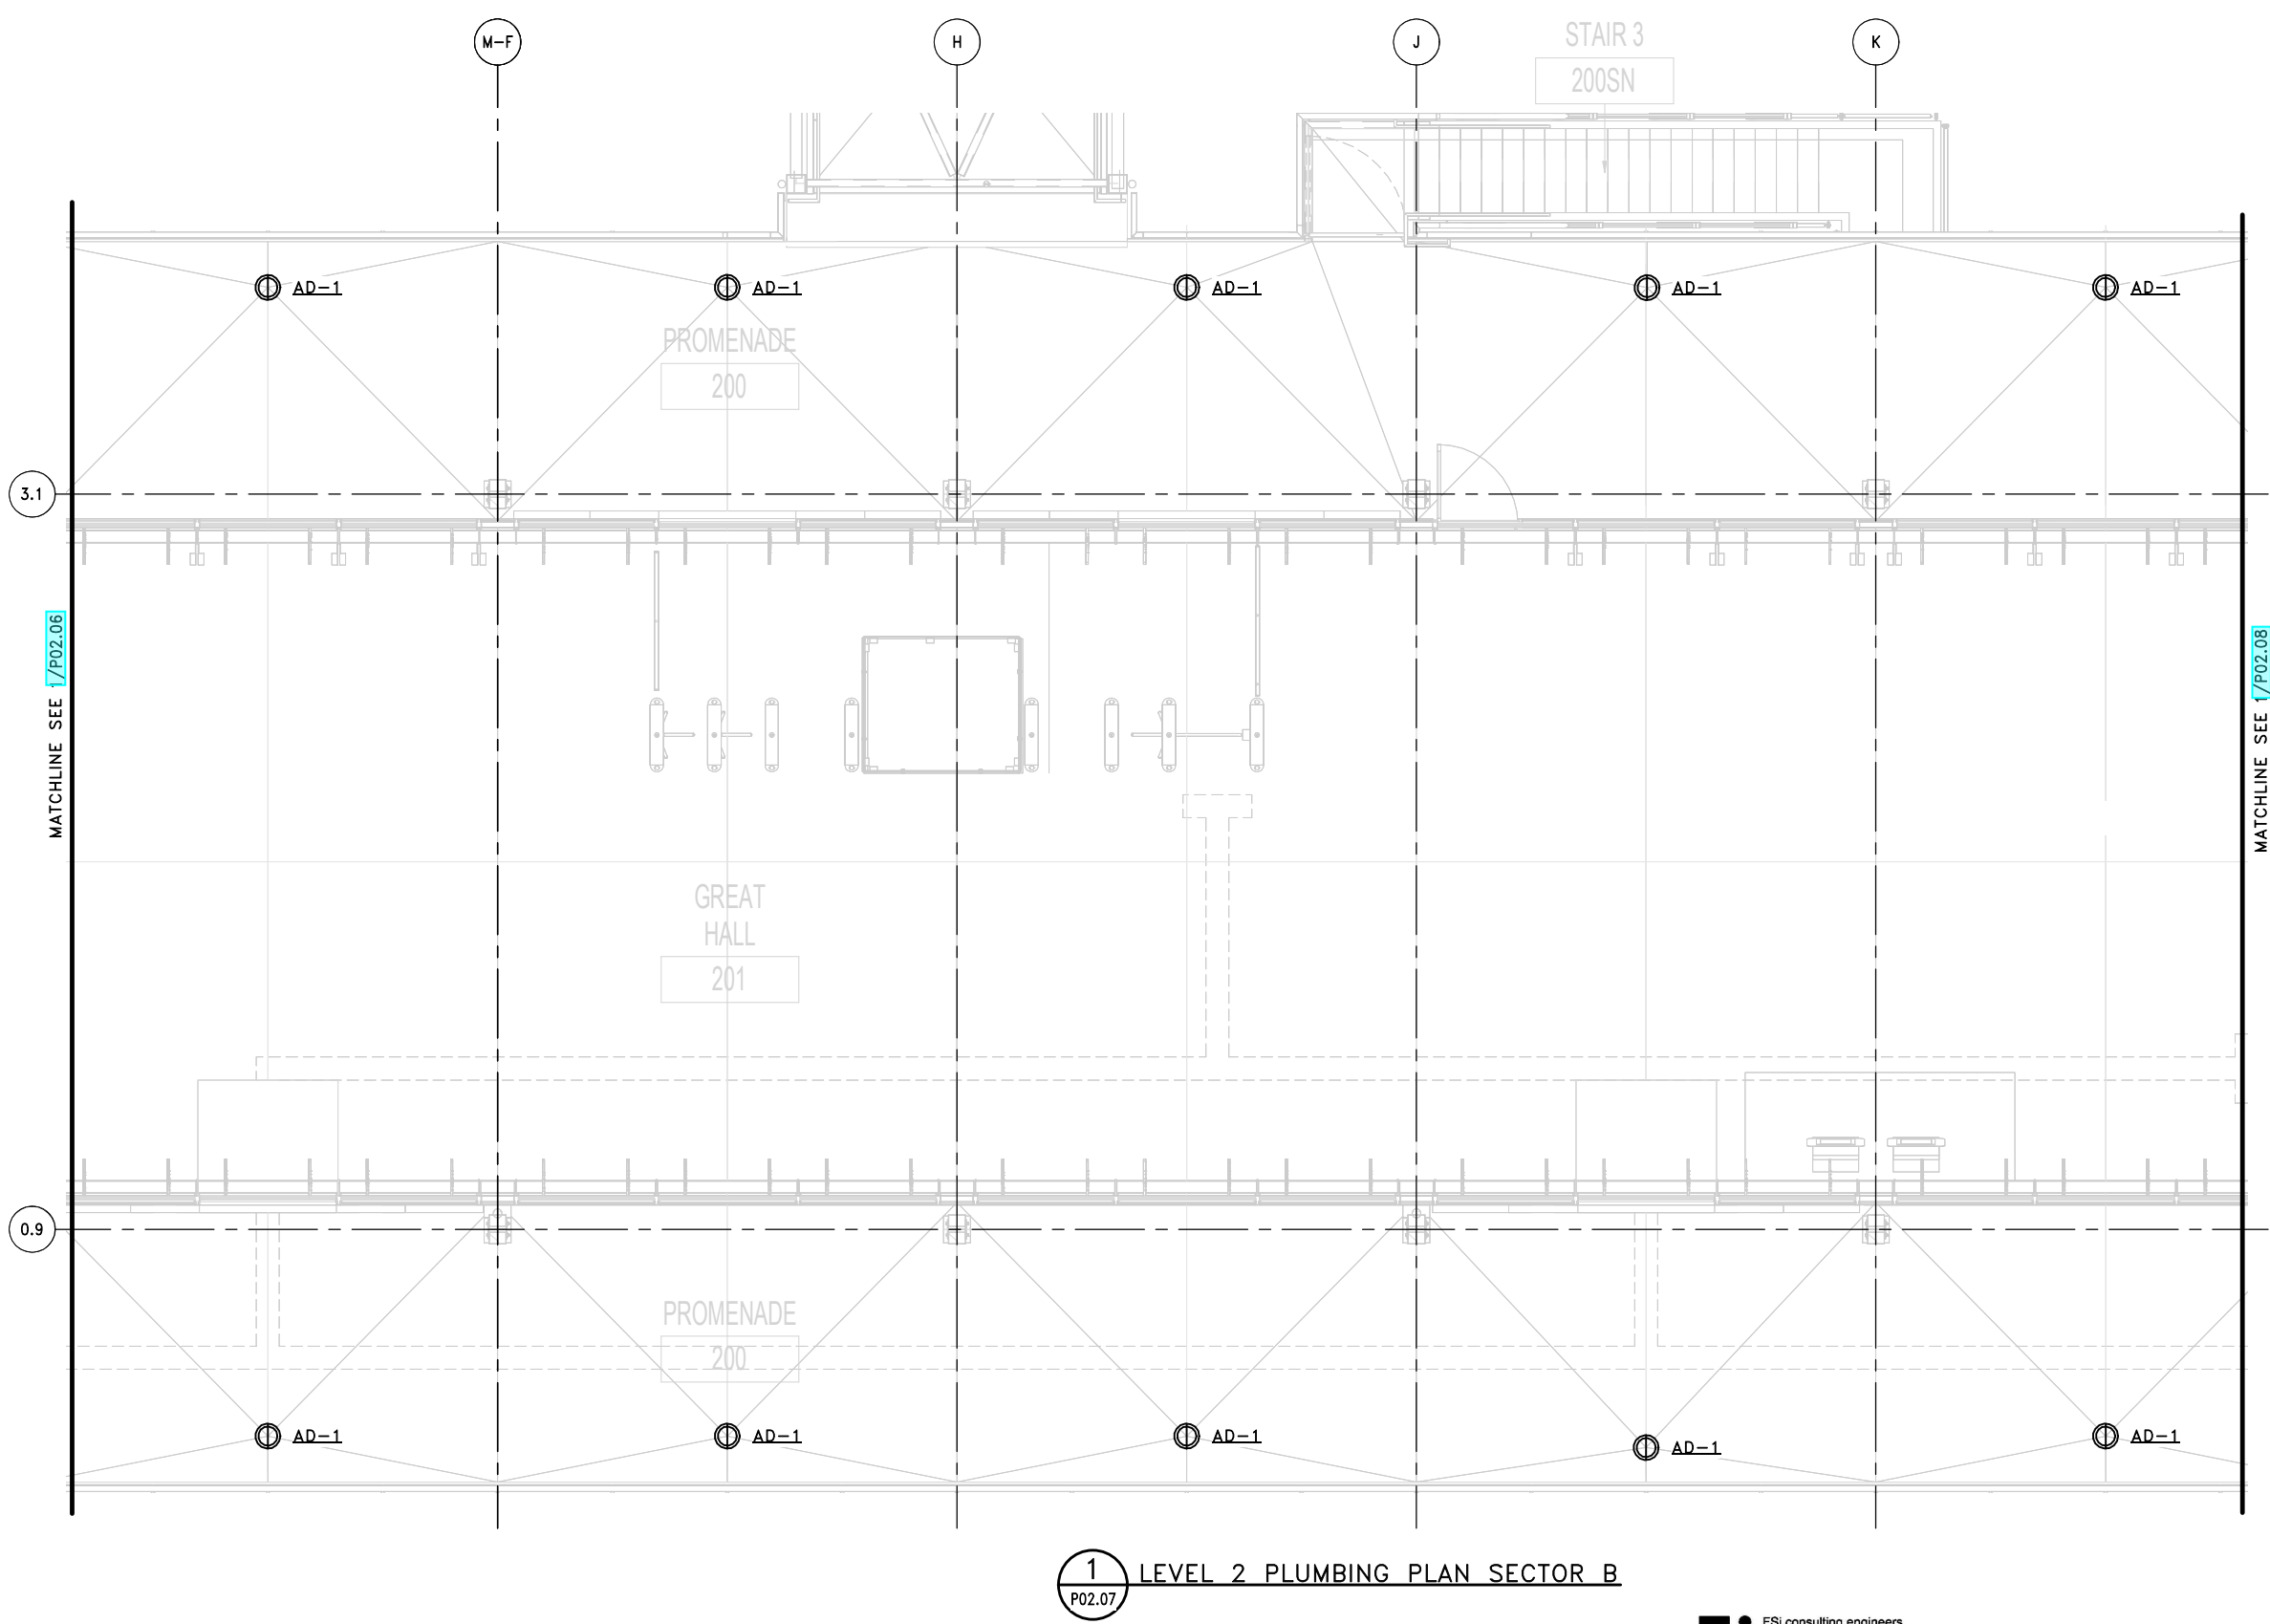 STAIR 3
M-F
H
J
K
200SN
AD-1
AD-1
AD-1
AD-1
AD-1
PROMENADE
200
3.1
MATCHLINE SEE 1/P02.06
MATCHLINE SEE 1/P02.08
GREAT
HALL
201
0.9
PROMENADE
200
AD-1
AD-1
AD-1
AD-1
AD-1
1
P02.07
LEVEL 2 PLUMBING PLAN SECTOR B
ESi consulting engineers